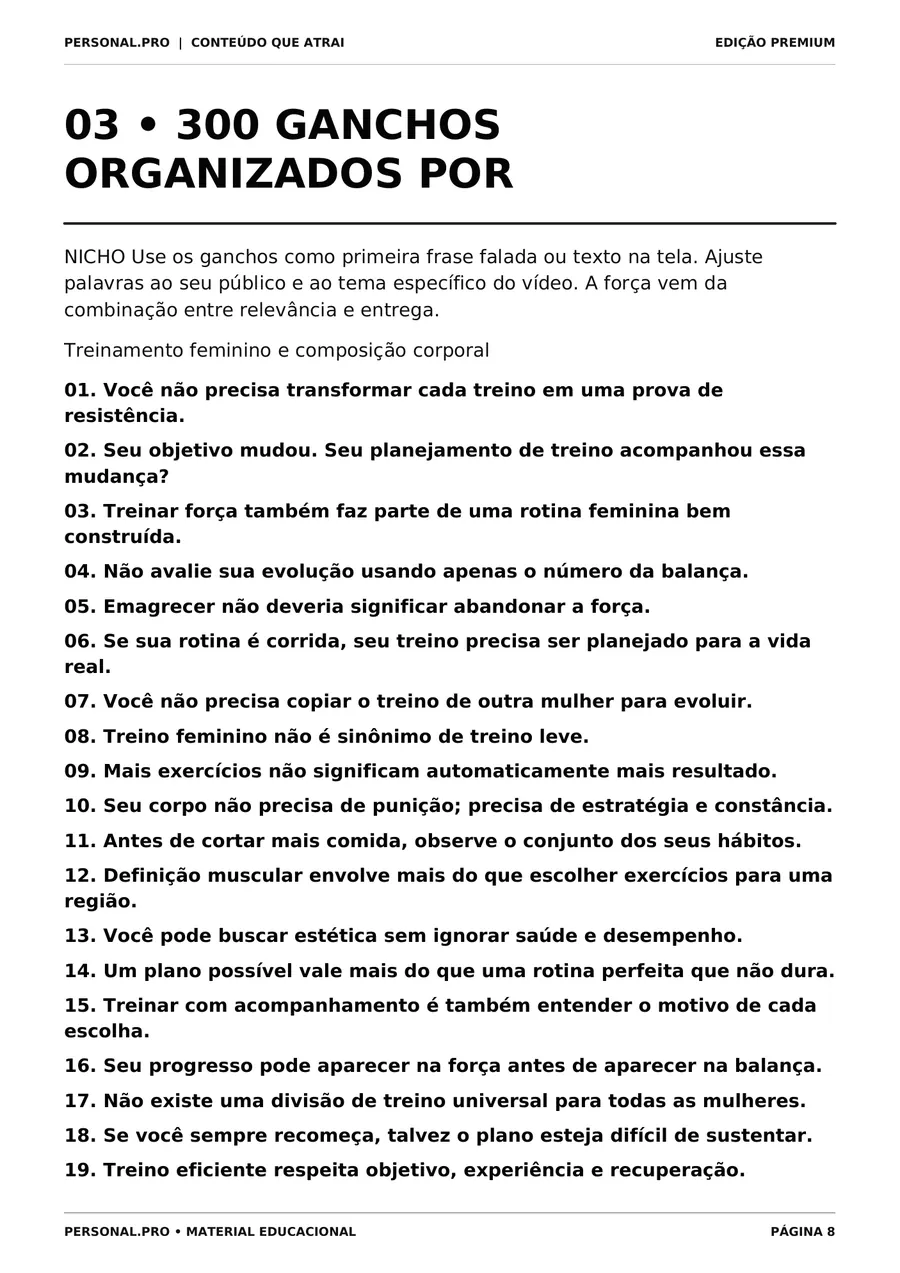 PERSONAL.PRO | CONTEÚDO QUE ATRAI
EDIÇÃO PREMIUM
03 • 300 GANCHOS
ORGANIZADOS POR
NICHO Use os ganchos como primeira frase falada ou texto na tela. Ajuste
palavras ao seu público e ao tema específico do vídeo. A força vem da
combinação entre relevância e entrega.
Treinamento feminino e composição corporal
01. Você não precisa transformar cada treino em uma prova de
resistência.
02. Seu objetivo mudou. Seu planejamento de treino acompanhou essa
mudança?
03. Treinar força também faz parte de uma rotina feminina bem
construída.
04. Não avalie sua evolução usando apenas o número da balança.
05. Emagrecer não deveria significar abandonar a força.
06. Se sua rotina é corrida, seu treino precisa ser planejado para a vida
real.
07. Você não precisa copiar o treino de outra mulher para evoluir.
08. Treino feminino não é sinônimo de treino leve.
09. Mais exercícios não significam automaticamente mais resultado.
10. Seu corpo não precisa de punição; precisa de estratégia e constância.
11. Antes de cortar mais comida, observe o conjunto dos seus hábitos.
12. Definição muscular envolve mais do que escolher exercícios para uma
região.
13. Você pode buscar estética sem ignorar saúde e desempenho.
14. Um plano possível vale mais do que uma rotina perfeita que não dura.
15. Treinar com acompanhamento é também entender o motivo de cada
escolha.
16. Seu progresso pode aparecer na força antes de aparecer na balança.
17. Não existe uma divisão de treino universal para todas as mulheres.
18. Se você sempre recomeça, talvez o plano esteja difícil de sustentar.
19. Treino eficiente respeita objetivo, experiência e recuperação.
PERSONAL.PRO • MATERIAL EDUCACIONAL
PÁGINA 8